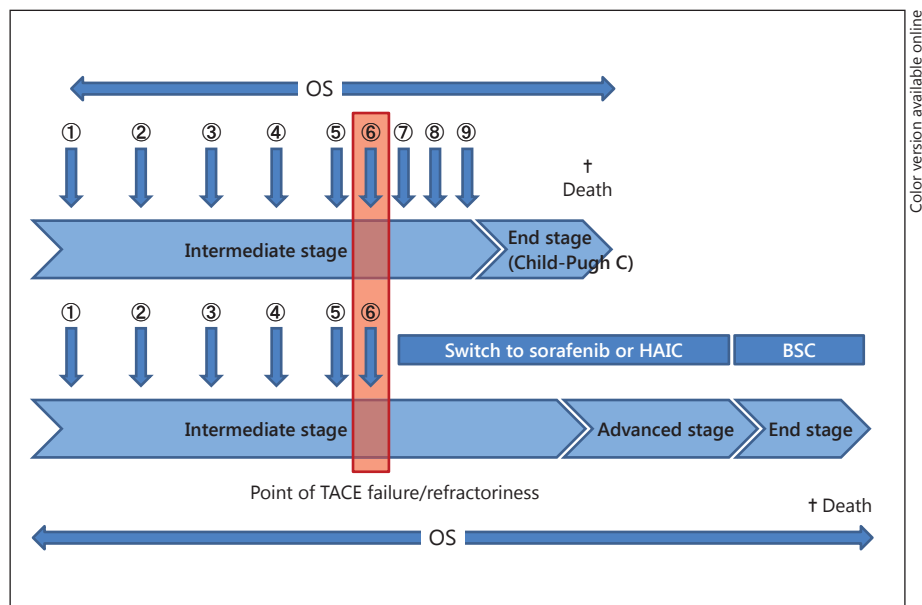 OS
① ② ③ ④ ⑤ ⑥ ⑦ ⑧ ⑨
† 
Death
Intermediate stage
End stage
(Child-Pugh C)
① ② ③ ④ ⑤ ⑥
Switch to sorafenib or HAIC
BSC
Intermediate stage
Advanced stage
End stage
Point of TACE failure/refractoriness
† Death
OS
Color version available online